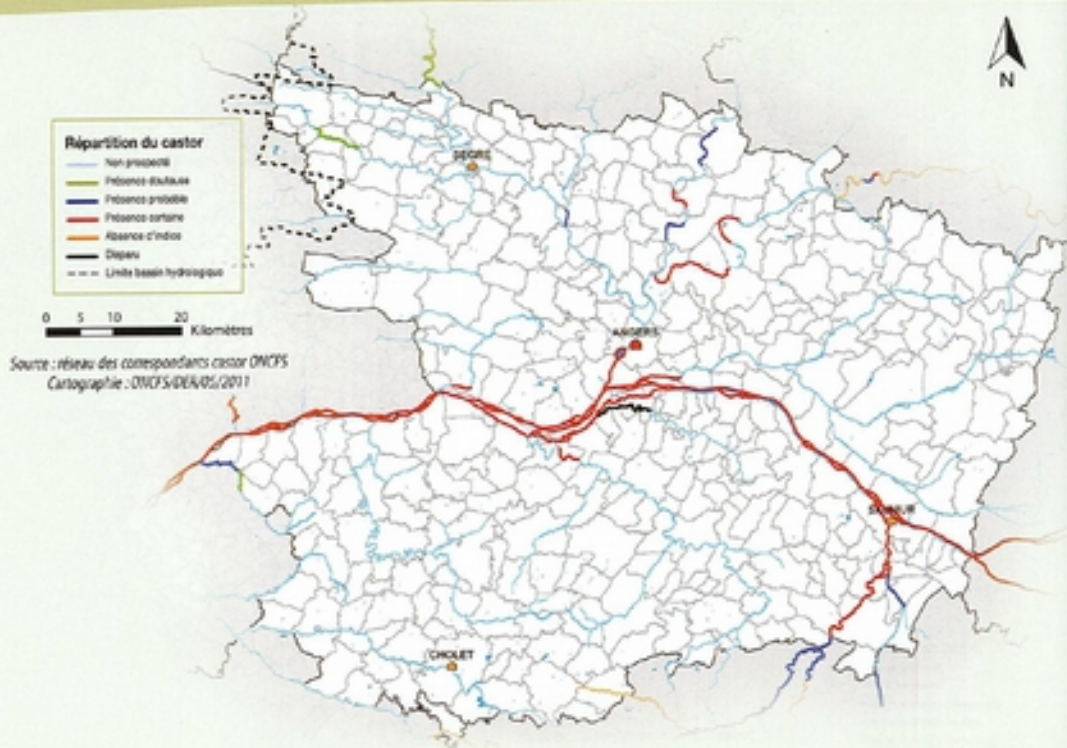 N
Répartition du castor
Non prospecté
Présence douteuse
Présence probable
Présence certaine
Absence d'indice
Disparu
Limite bassin hydrologique
0 5 10 20 Kilomètres
Source : réseau des correspondants castor ONCFS
Cartographie : ONCFS/DER/05/2011
SEGRE
ANGERS
SAUMUR
CHOLET